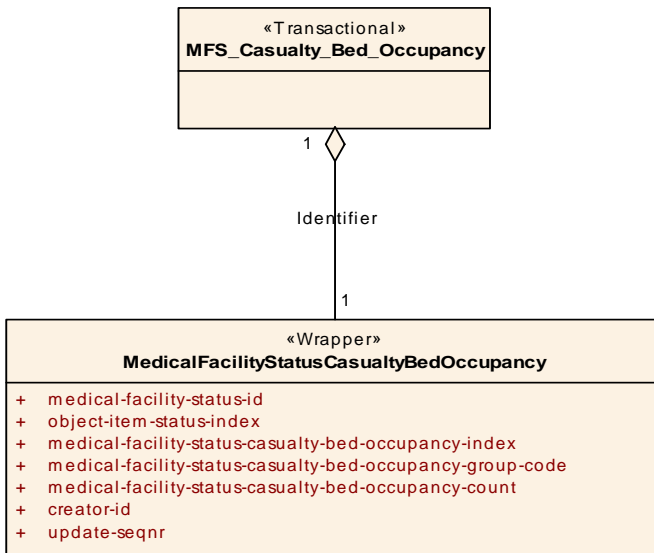 «Transactional»
MFS_Casualty_Bed_Occupancy
1
Identifier
1
«Wrapper»
MedicalFacilityStatusCasualtyBedOccupancy
+ medical-facility-status-id
+ object-item-status-index
+ medical-facility-status-casualty-bed-occupancy-index
+ medical-facility-status-casualty-bed-occupancy-group-code
+ medical-facility-status-casualty-bed-occupancy-count
+ creator-id
+ update-seqnr